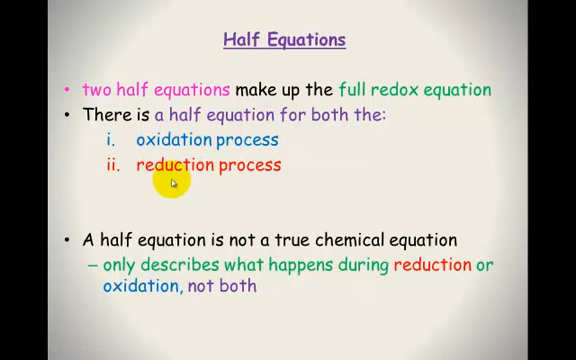 Half Equations
• two half equations make up the full redox equation
• There is a half equation for both the:
i. oxidation process
ii. reduction process
• A half equation is not a true chemical equation
– only describes what happens during reduction or
oxidation, not both